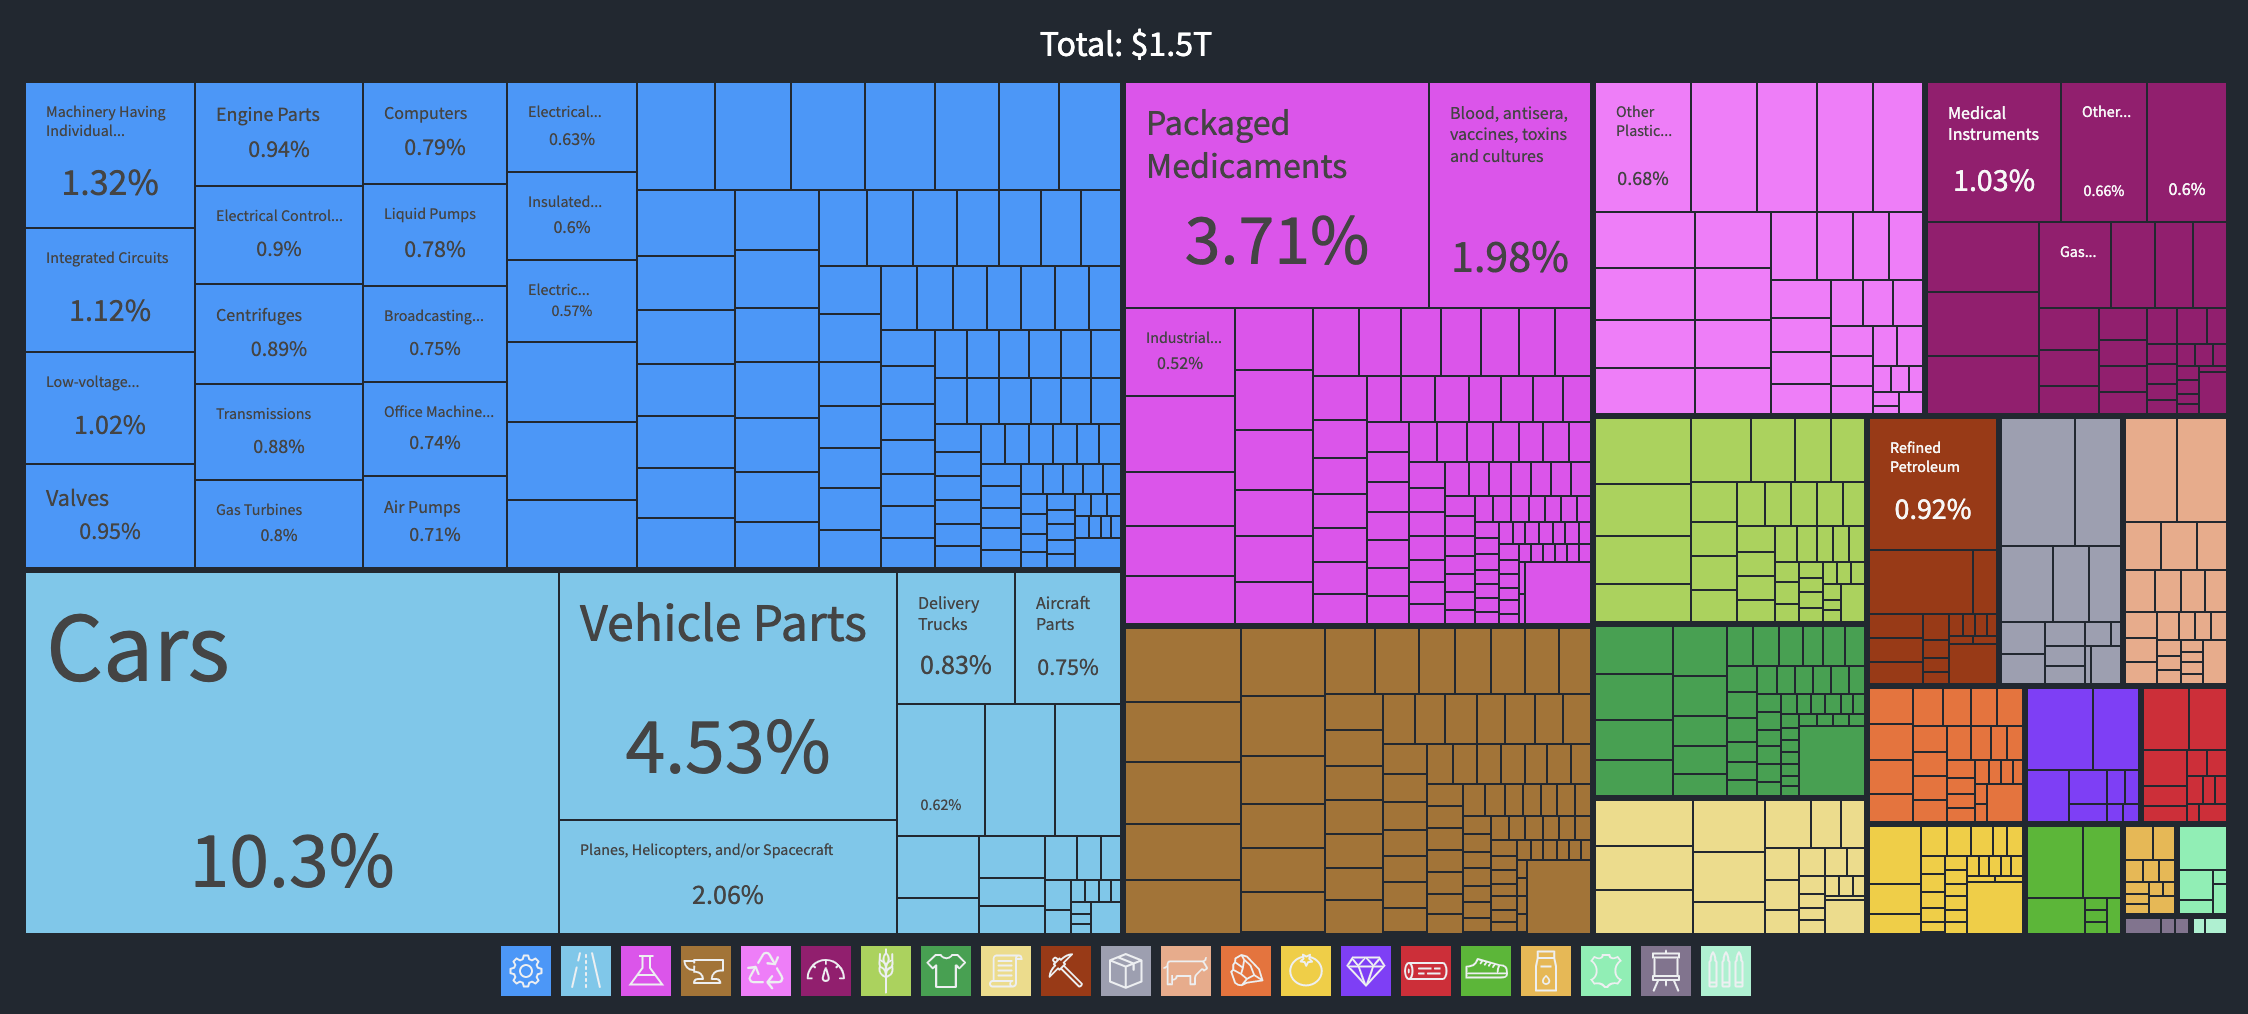 Total: $1.5T
Machinery Having
Individual...
1.32%
Integrated Circuits
1.12%
Low-voltage...
1.02%
Valves
0.95%
Engine Parts
0.94%
Electrical Control...
0.9%
Centrifuges
0.89%
Transmissions
0.88%
Gas Turbines
0.8%
Computers
0.79%
Liquid Pumps
0.78%
Broadcasting...
0.75%
Office Machine...
0.74%
Air Pumps
0.71%
Electrical...
0.63%
Insulated...
0.6%
Electric...
0.57%
Cars
10.3%
Vehicle Parts
4.53%
Planes, Helicopters, and/or Spacecraft
2.06%
Delivery
Trucks
0.83%
Aircraft
Parts
0.75%
0.62%
Packaged
Medicaments
3.71%
Blood, antisera,
vaccines, toxins
and cultures
1.98%
Industrial...
0.52%
Other
Plastic...
0.68%
Medical
Instruments
1.03%
Other...
0.66%
0.6%
Gas...
Refined
Petroleum
0.92%